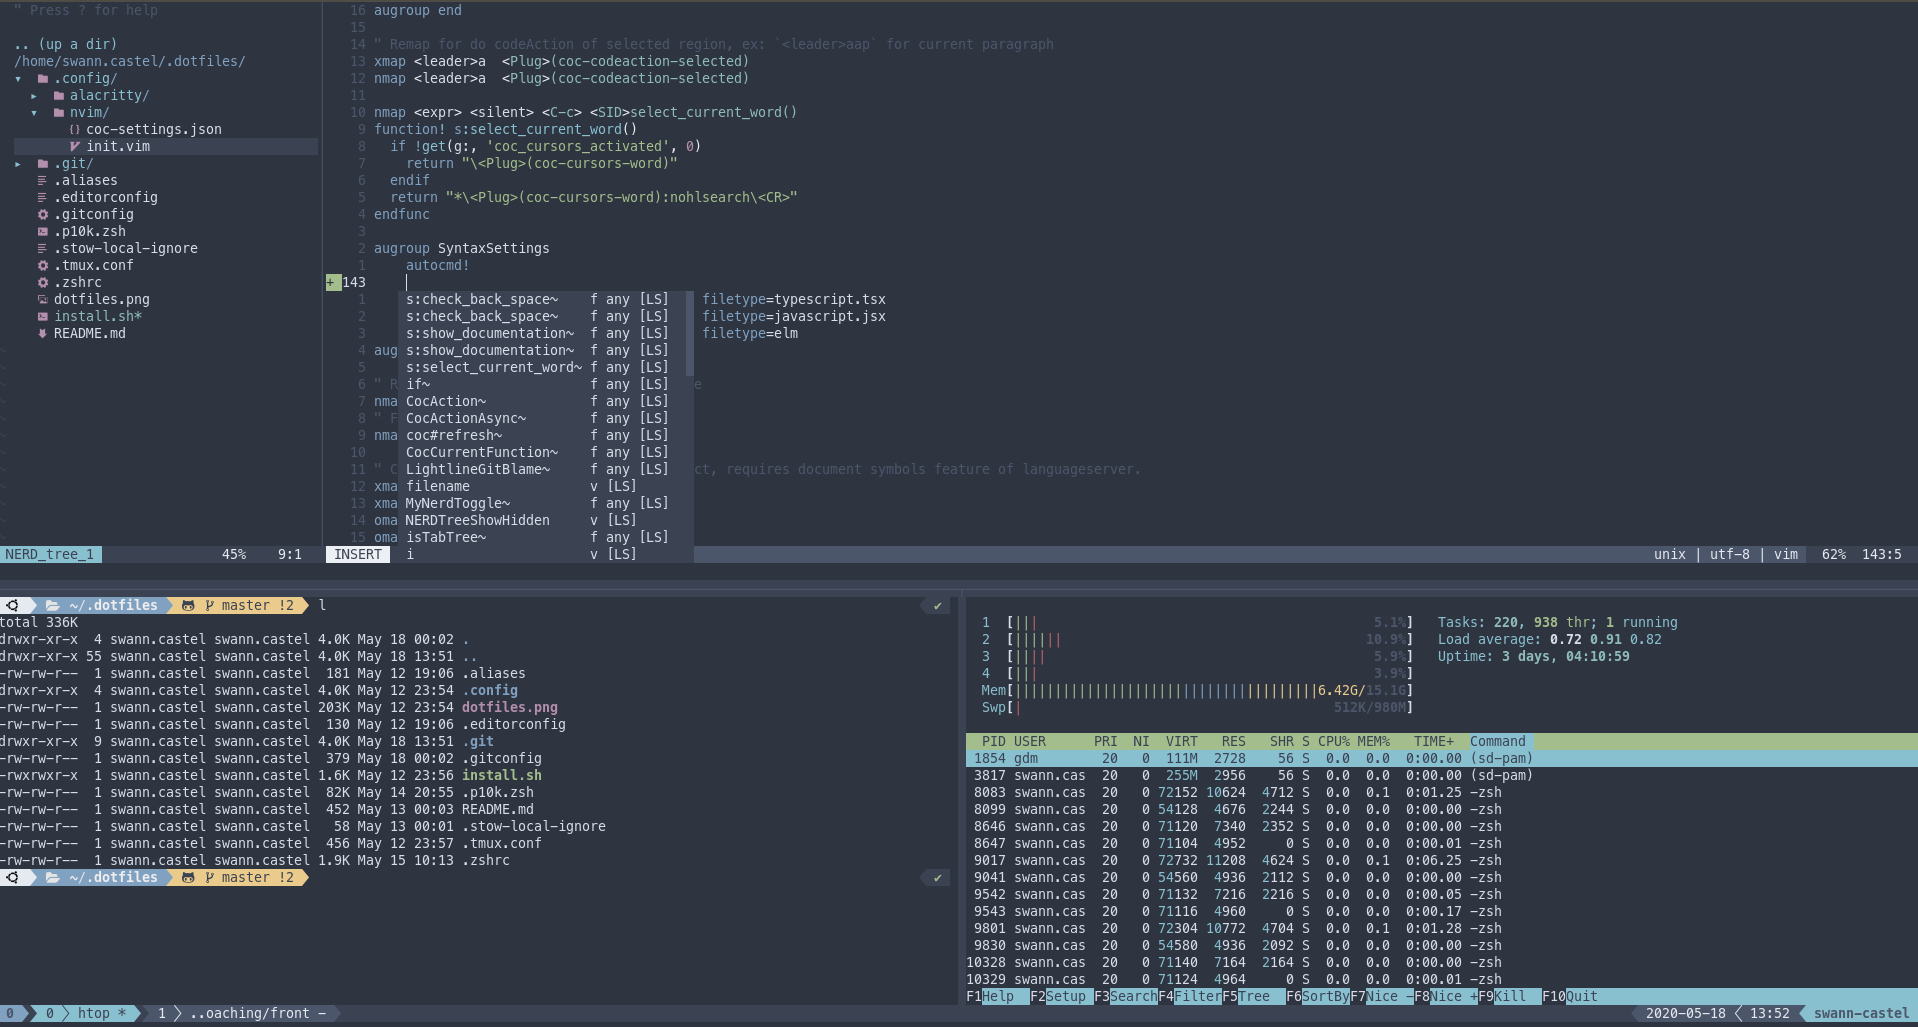 " Press ? for help
.. (up a dir)
/home/swann.castel/.dotfiles/
▾ .config/
▸ alacritty/
▾ nvim/
{} coc-settings.json
init.vim
▸ .git/
.aliases
.editorconfig
.gitconfig
.p10k.zsh
.stow-local-ignore
.tmux.conf
.zshrc
dotfiles.png
install.sh*
README.md
NERD_tree_1 45% 9:1
16 augroup end
15
14 " Remap for do codeAction of selected region, ex: `<leader>aap` for current paragraph
13 xmap <leader>a  <Plug>(coc-codeaction-selected)
12 nmap <leader>a  <Plug>(coc-codeaction-selected)
11
10 nmap <expr> <silent> <C-c> <SID>select_current_word()
9 function! s:select_current_word()
8   if !get(g:, 'coc_cursors_activated', 0)
7     return "\<Plug>(coc-cursors-word)"
6   endif
5   return "*\<Plug>(coc-cursors-word):nohlsearch\<CR>"
4 endfunc
3
2 augroup SyntaxSettings
1     autocmd!
+ 143
1 s:check_back_space~ f any [LS] filetype=typescript.tsx
2 s:check_back_space~ f any [LS] filetype=javascript.jsx
3 s:show_documentation~ f any [LS] filetype=elm
4 aug s:show_documentation~ f any [LS]
5 s:select_current_word~ f any [LS]
6 " R if~ f any [LS] e
7 nma CocAction~ f any [LS]
8 " F CocActionAsync~ f any [LS]
9 nma coc#refresh~ f any [LS]
10 CocCurrentFunction~ f any [LS]
11 " C LightlineGitBlame~ f any [LS] ct, requires document symbols feature of languageserver.
12 xma filename v [LS]
13 xma MyNerdToggle~ f any [LS]
14 oma NERDTreeShowHidden v [LS]
15 oma isTabTree~ f any [LS]
INSERT i v [LS] unix | utf-8 | vim 62% 143:5
~/.dotfiles master !2 l ✔
total 336K
drwxr-xr-x  4 swann.castel swann.castel 4.0K May 18 00:02 .
drwxr-xr-x 55 swann.castel swann.castel 4.0K May 18 13:51 ..
-rw-rw-r--  1 swann.castel swann.castel  181 May 12 19:06 .aliases
drwxr-xr-x  4 swann.castel swann.castel 4.0K May 12 23:54 .config
-rw-rw-r--  1 swann.castel swann.castel 203K May 12 23:54 dotfiles.png
-rw-rw-r--  1 swann.castel swann.castel  130 May 12 19:06 .editorconfig
drwxr-xr-x  9 swann.castel swann.castel 4.0K May 18 13:51 .git
-rw-rw-r--  1 swann.castel swann.castel  379 May 18 00:02 .gitconfig
-rwxrwxr-x  1 swann.castel swann.castel 1.6K May 12 23:56 install.sh
-rw-rw-r--  1 swann.castel swann.castel  82K May 14 20:55 .p10k.zsh
-rw-rw-r--  1 swann.castel swann.castel  452 May 13 00:03 README.md
-rw-rw-r--  1 swann.castel swann.castel   58 May 13 00:01 .stow-local-ignore
-rw-rw-r--  1 swann.castel swann.castel  456 May 12 23:57 .tmux.conf
-rw-rw-r--  1 swann.castel swann.castel 1.9K May 15 10:13 .zshrc
~/.dotfiles master !2 ✔
1 [||| 5.1%] Tasks: 220, 938 thr; 1 running
2 [|||||| 10.9%] Load average: 0.72 0.91 0.82
3 [|||| 5.9%] Uptime: 3 days, 04:10:59
4 [||| 3.9%]
Mem[||||||||||||||||||||||||||||||||||||||6.42G/15.1G]
Swp[| 512K/980M]
PID USER PRI NI VIRT RES SHR S CPU% MEM% TIME+ Command
1854 gdm 20 0 111M 2728 56 S 0.0 0.0 0:00.00 (sd-pam)
3817 swann.cas 20 0 255M 2956 56 S 0.0 0.0 0:00.00 (sd-pam)
8083 swann.cas 20 0 72152 10624 4712 S 0.0 0.1 0:01.25 -zsh
8099 swann.cas 20 0 54128 4676 2244 S 0.0 0.0 0:00.00 -zsh
8646 swann.cas 20 0 71120 7340 2352 S 0.0 0.0 0:00.00 -zsh
8647 swann.cas 20 0 71104 4952 0 S 0.0 0.0 0:00.01 -zsh
9017 swann.cas 20 0 72732 11208 4624 S 0.0 0.1 0:06.25 -zsh
9041 swann.cas 20 0 54560 4936 2112 S 0.0 0.0 0:00.00 -zsh
9542 swann.cas 20 0 71132 7216 2216 S 0.0 0.0 0:00.05 -zsh
9543 swann.cas 20 0 71116 4960 0 S 0.0 0.0 0:00.17 -zsh
9801 swann.cas 20 0 72304 10772 4704 S 0.0 0.1 0:01.28 -zsh
9830 swann.cas 20 0 54580 4936 2092 S 0.0 0.0 0:00.00 -zsh
10328 swann.cas 20 0 71140 7164 2164 S 0.0 0.0 0:00.00 -zsh
10329 swann.cas 20 0 71124 4964 0 S 0.0 0.0 0:00.01 -zsh
F1Help F2Setup F3SearchF4FilterF5Tree F6SortByF7Nice -F8Nice +F9Kill F10Quit
0 0 htop * 1 ..oaching/front - 2020-05-18 13:52 swann-castel